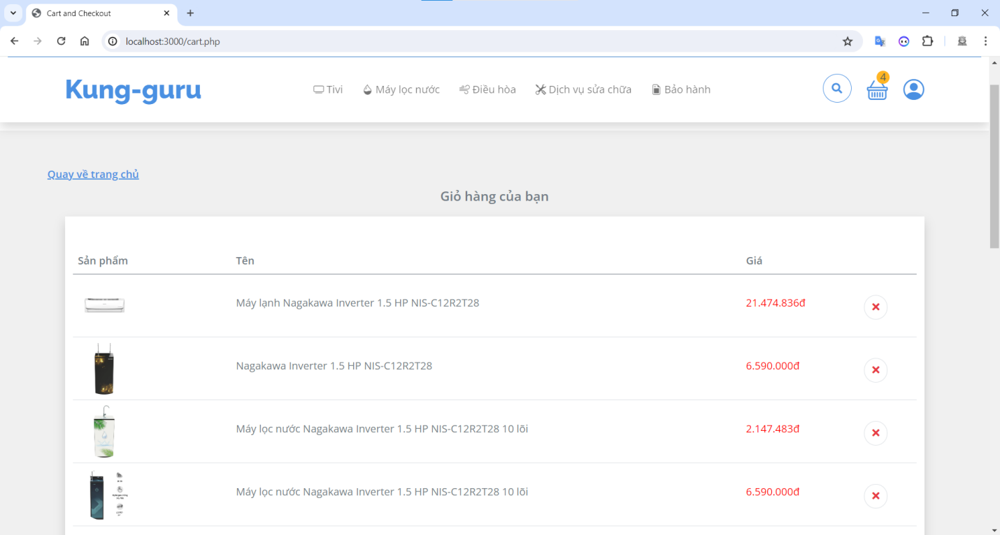 Cart and Checkout
localhost:3000/cart.php
Kung-guru
Tivi
Máy lọc nước
Điều hòa
Dịch vụ sửa chữa
Bảo hành
4
Quay về trang chủ
Giỏ hàng của bạn
Sản phẩm Tên Giá
Máy lạnh Nagakawa Inverter 1.5 HP NIS-C12R2T28 21.474.836đ
Nagakawa Inverter 1.5 HP NIS-C12R2T28 6.590.000đ
Máy lọc nước Nagakawa Inverter 1.5 HP NIS-C12R2T28 10 lõi 2.147.483đ
Máy lọc nước Nagakawa Inverter 1.5 HP NIS-C12R2T28 10 lõi 6.590.000đ